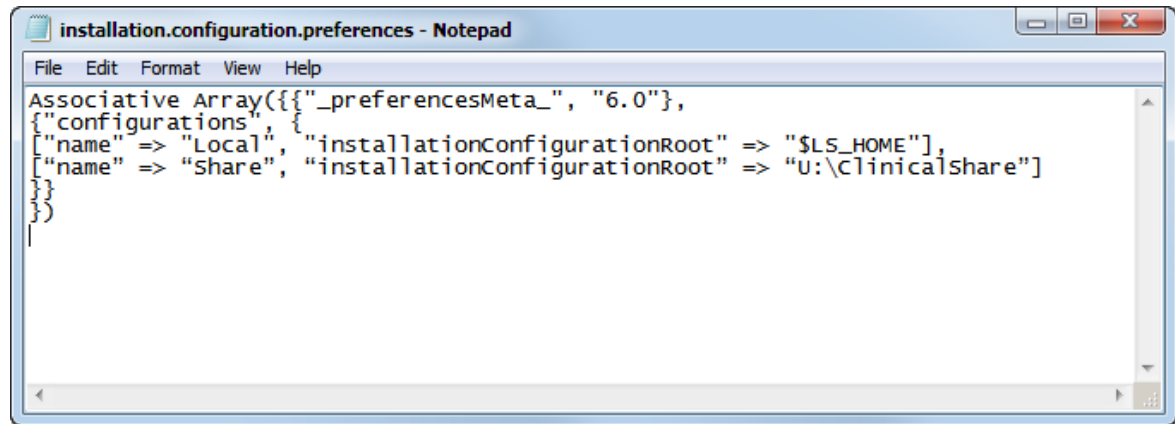 installation.configuration.preferences - Notepad
File Edit Format View Help
Associative Array({{"_preferencesMeta_", "6.0"},
{"configurations", {
["name" => "Local", "installationConfigurationRoot" => "$LS_HOME"],
[“name” => “Share”, “installationConfigurationRoot” => “U:\ClinicalShare”]
}}
})